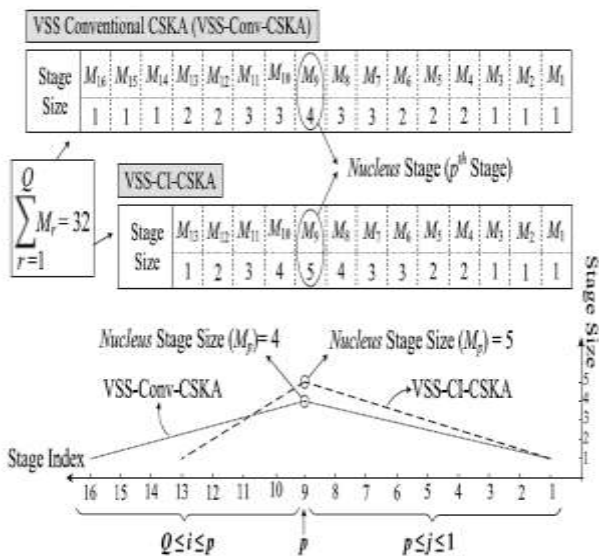 VSS Conventional CSKA (VSS-Conv-CSKA)
Stage Size M16 M15 M14 M13 M12 M11 M10 M9 M8 M7 M6 M5 M4 M3 M2 M1
1 1 1 2 2 3 3 4 3 3 2 2 2 1 1 1
Nucleus Stage (pth Stage)
Q
∑ Mr = 32
r=1
VSS-CI-CSKA
Stage Size M13 M12 M11 M10 M9 M8 M7 M6 M5 M4 M3 M2 M1
1 2 3 4 5 4 3 3 2 2 1 1 1
Stage Size
Nucleus Stage Size (Mp)= 4
Nucleus Stage Size (Mp) = 5
VSS-Conv-CSKA
VSS-CI-CSKA
5
4
3
2
1
Stage Index
16 15 14 13 12 11 10 9 8 7 6 5 4 3 2 1
Q ≤ i ≤ p
p
p ≤ j ≤ 1